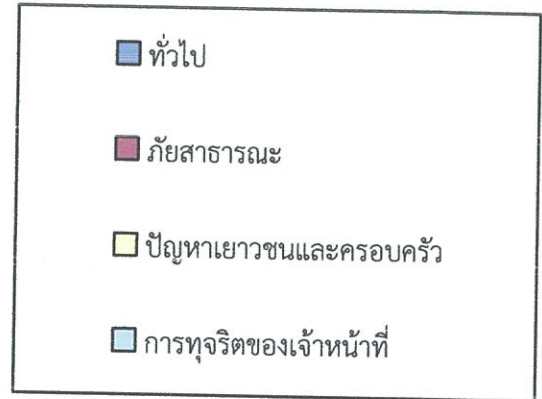 ทั่วไป
ภัยสาธารณะ
ปัญหาเยาวชนและครอบครัว
การทุจริตของเจ้าหน้าที่